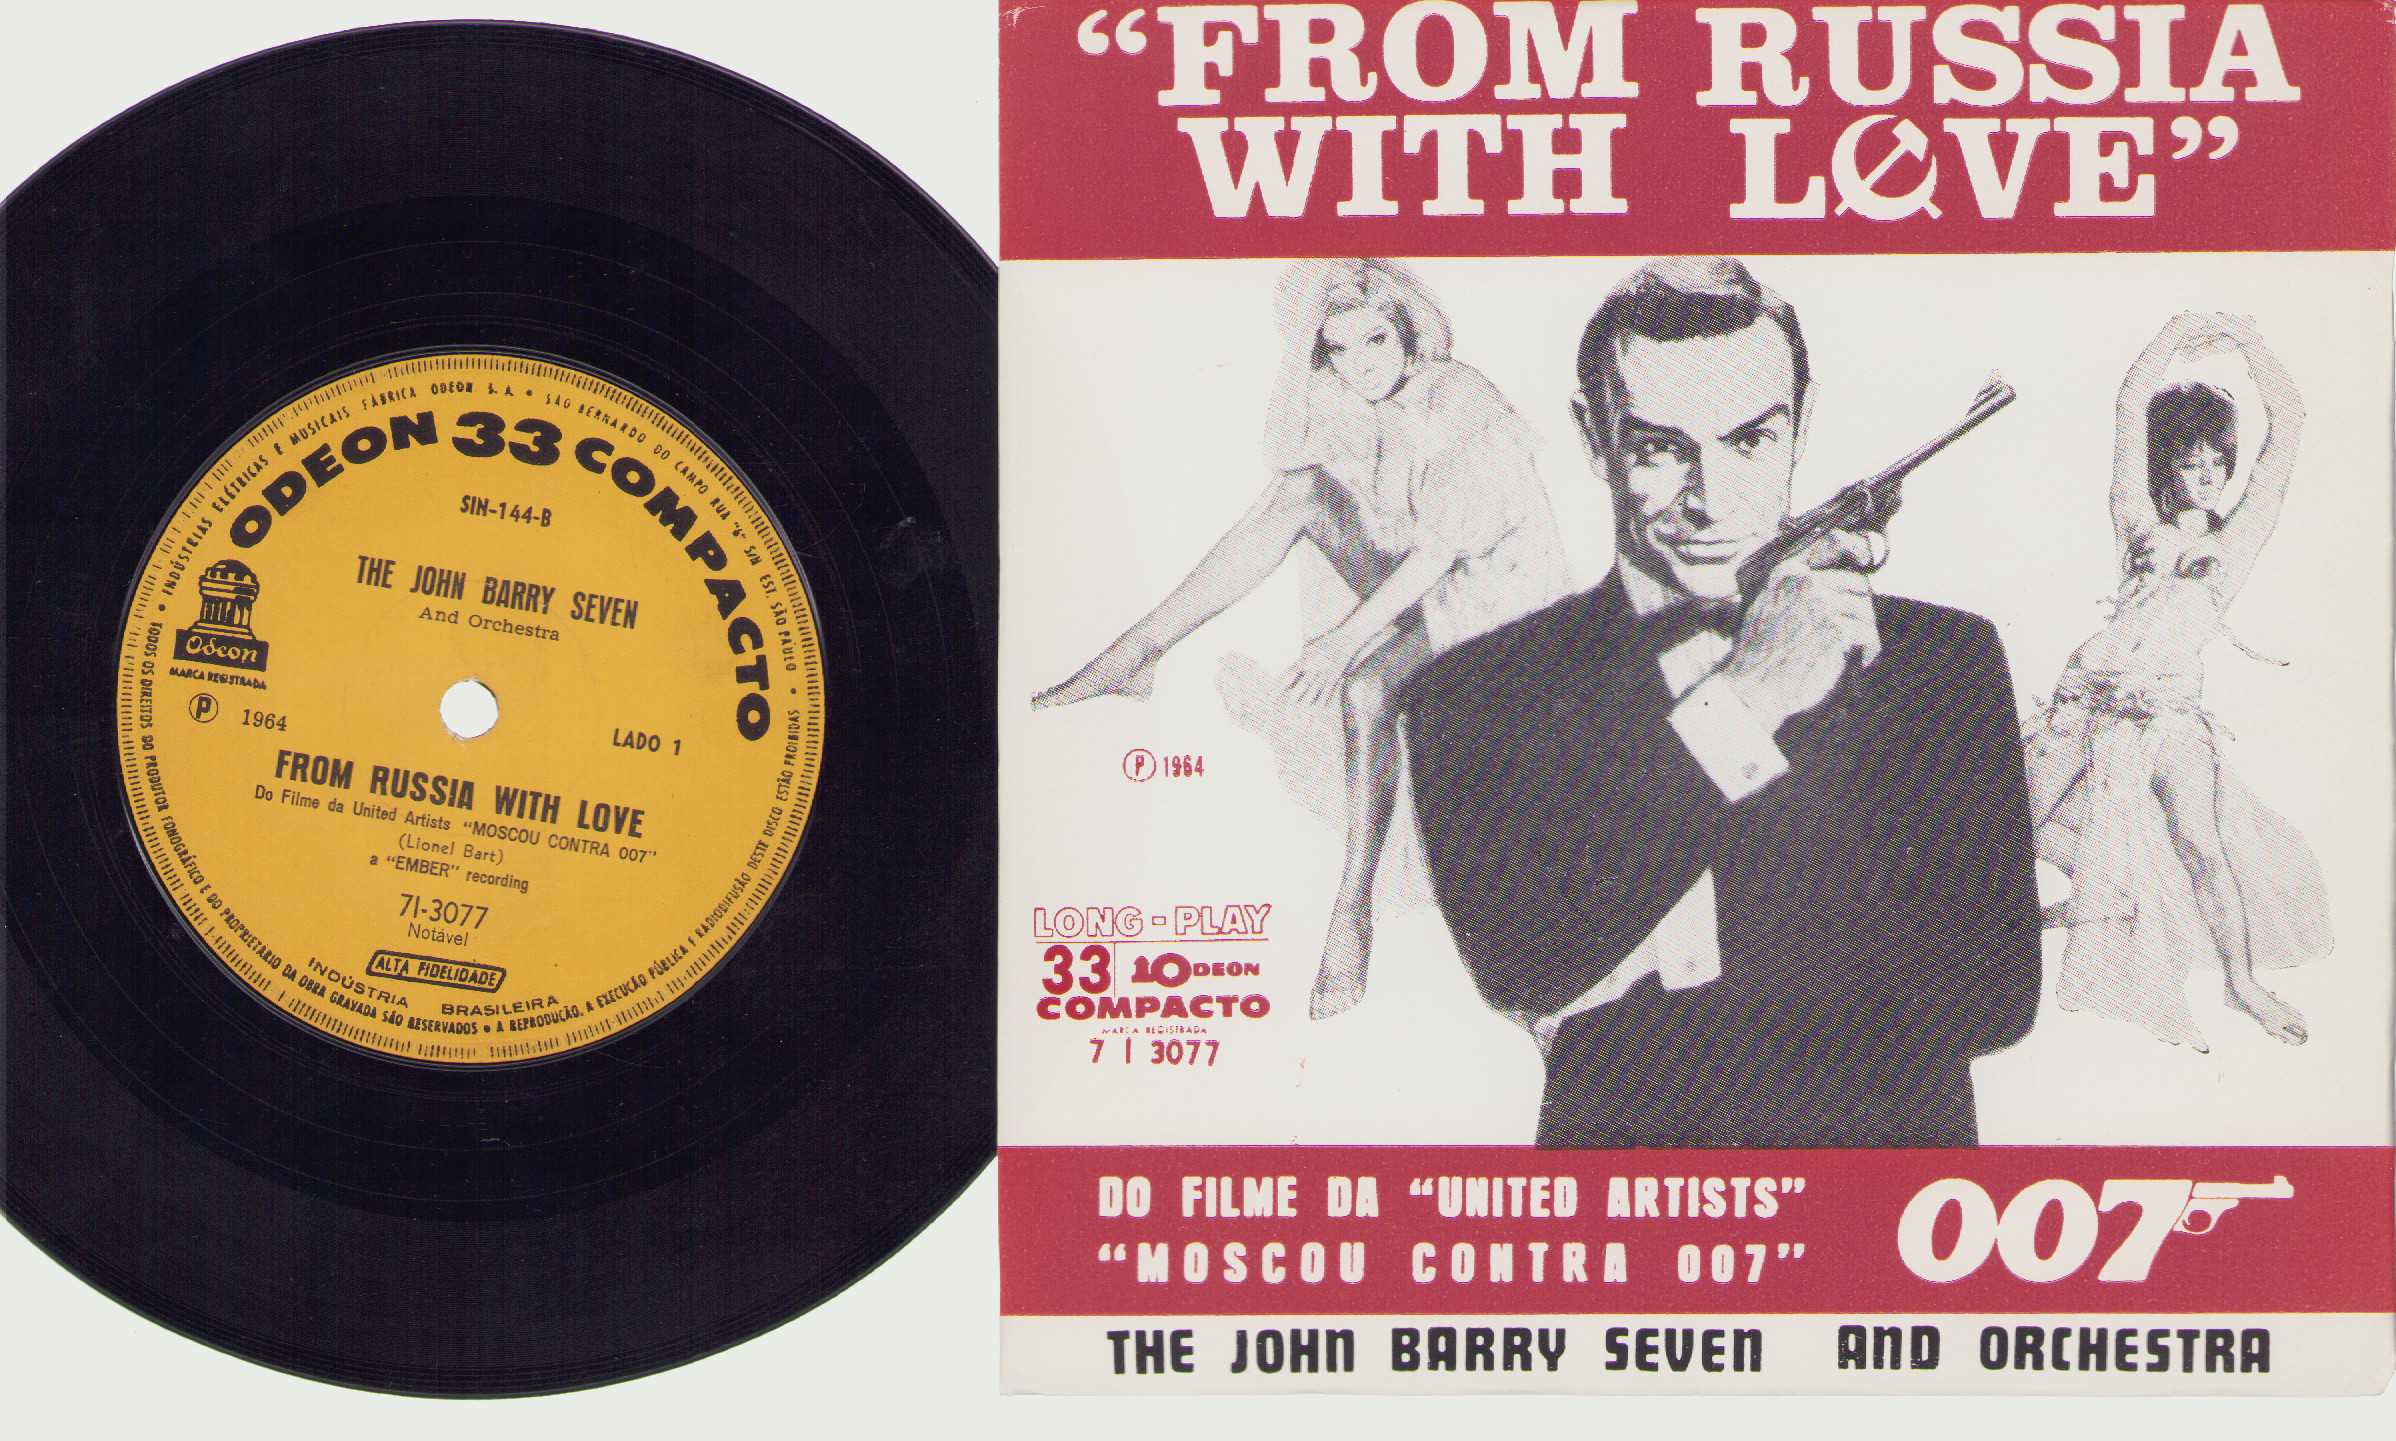 • INDÚSTRIAS ELÉTRICAS E MUSICAIS FÁBRICA ODEON S. A. • SÃO BERNARDO DO CAMPO RUA "6" S/N EST. SÃO PAULO •
ODEON 33 COMPACTO
SIN-144-B
THE JOHN BARRY SEVEN
And Orchestra
Odeon
MARCA REGISTRADA
Ⓟ 1964
LADO 1
FROM RUSSIA WITH LOVE
Do Filme da United Artists "MOSCOU CONTRA 007"
(Lionel Bart)
a "EMBER" recording
7I-3077
Notável
ALTA FIDELIDADE
INDÚSTRIA BRASILEIRA
TODOS OS DIREITOS DO PRODUTOR FONOGRÁFICO E DO PROPRIETÁRIO DA OBRA GRAVADA SÃO RESERVADOS • A REPRODUÇÃO, A EXECUÇÃO PÚBLICA E RADIODIFUSÃO DESTE DISCO ESTÃO PROIBIDAS •
"FROM RUSSIA
WITH LOVE"
Ⓟ 1964
LONG-PLAY
33 ODEON
COMPACTO
MARCA REGISTRADA
7 I 3077
DO FILME DA "UNITED ARTISTS"
"MOSCOU CONTRA 007"
007
THE JOHN BARRY SEVEN AND ORCHESTRA